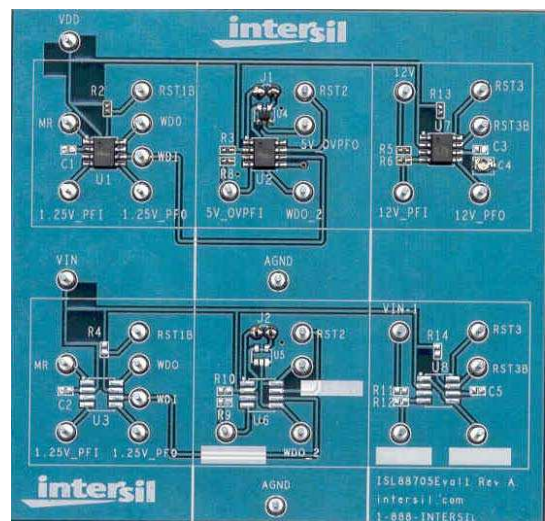 VDD
intersil
J1
RST2
12V
R13
RST3
R2
RST1B
U4
MR
WDO
R3
5V_OVPFO
U7
RST3B
C1
WDI
R8
R5
R6
C3
C4
U1
U2
1.25V_PFI
1.25V_PFO
5V_OVPFI
WDO_2
12V_PFI
12V_PFO
VIN
AGND
J2
VIN-1
R4
RST1B
RST2
R14
RST3
MR
WDO
U5
U8
RST3B
C2
WDI
R10
R9
R11
R12
C5
U3
U6
1.25V_PFI
1.25V_PFO
WDO_2
intersil
AGND
ISL88705Eval1 Rev A
intersil.com
1-888-INTERSIL